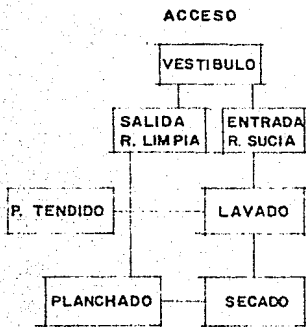 ACCESO
VESTIBULO
SALIDA
R. LIMPIA
ENTRADA
R. SUCIA
P. TENDIDO
LAVADO
PLANCHADO
SECADO